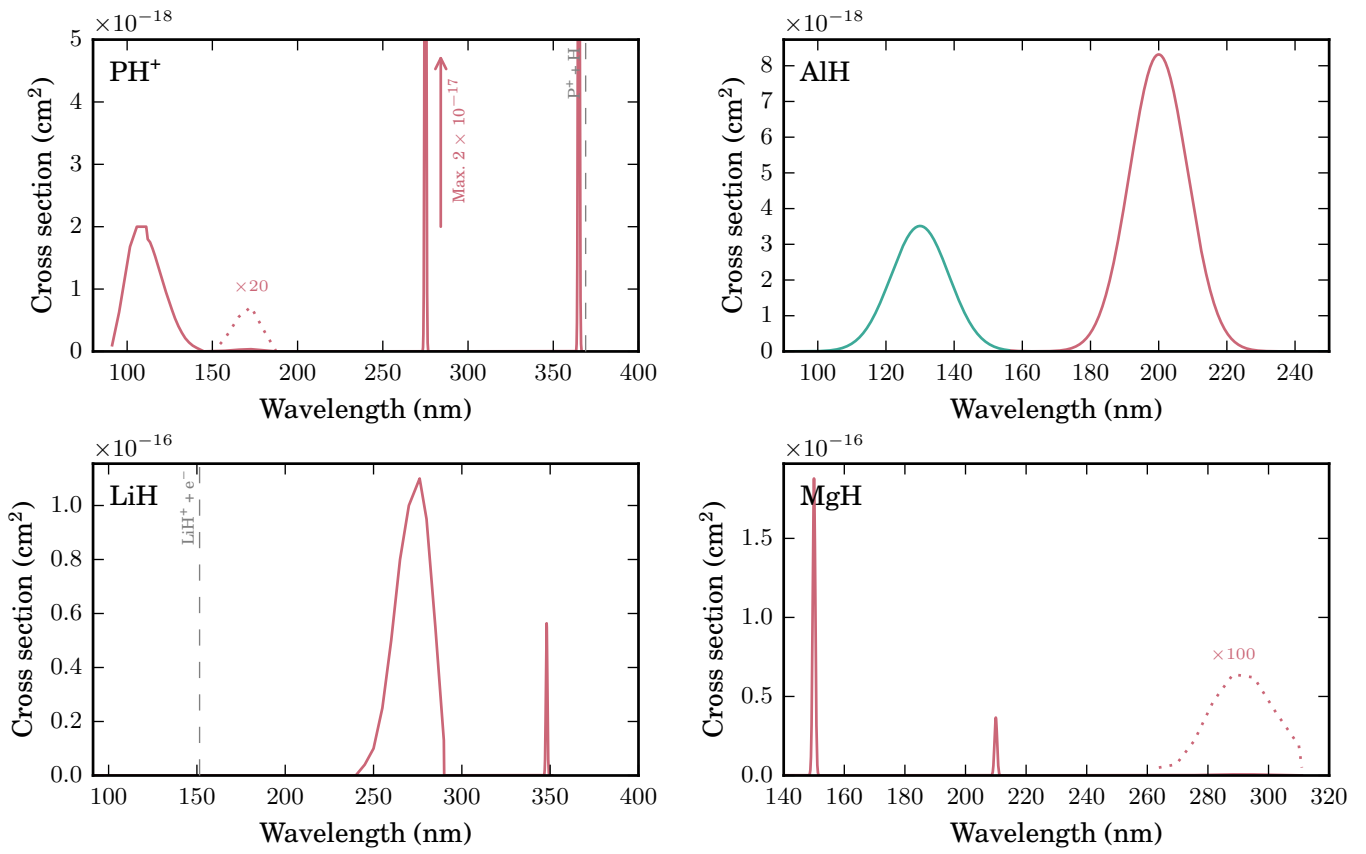 ×10⁻¹⁸
PH⁺
5
4
3
2
1
0
Cross section (cm²)
×20
Max. 2 × 10⁻¹⁷
P⁺ + H
100 150 200 250 300 350 400
Wavelength (nm)
×10⁻¹⁸
AlH
8
7
6
5
4
3
2
1
0
Cross section (cm²)
100 120 140 160 180 200 220 240
Wavelength (nm)
×10⁻¹⁶
LiH
1.0
0.8
0.6
0.4
0.2
0.0
Cross section (cm²)
LiH⁺ + e⁻
100 150 200 250 300 350 400
Wavelength (nm)
×10⁻¹⁶
MgH
1.5
1.0
0.5
0.0
Cross section (cm²)
×100
140 160 180 200 220 240 260 280 300 320
Wavelength (nm)